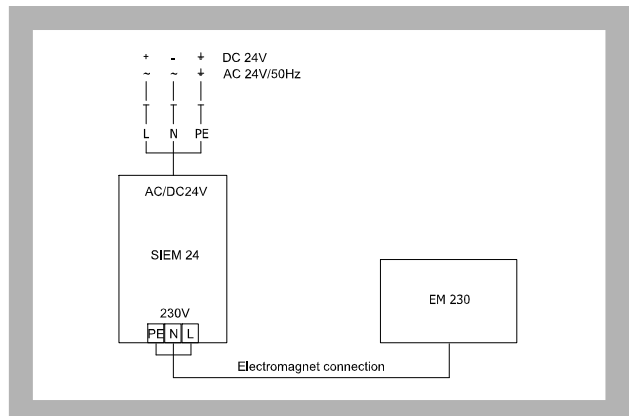 + - ⏚ DC 24V
~ ~ ⏚ AC 24V/50Hz
L N PE
AC/DC24V
SIEM 24
230V
PE N L
EM 230
Electromagnet connection